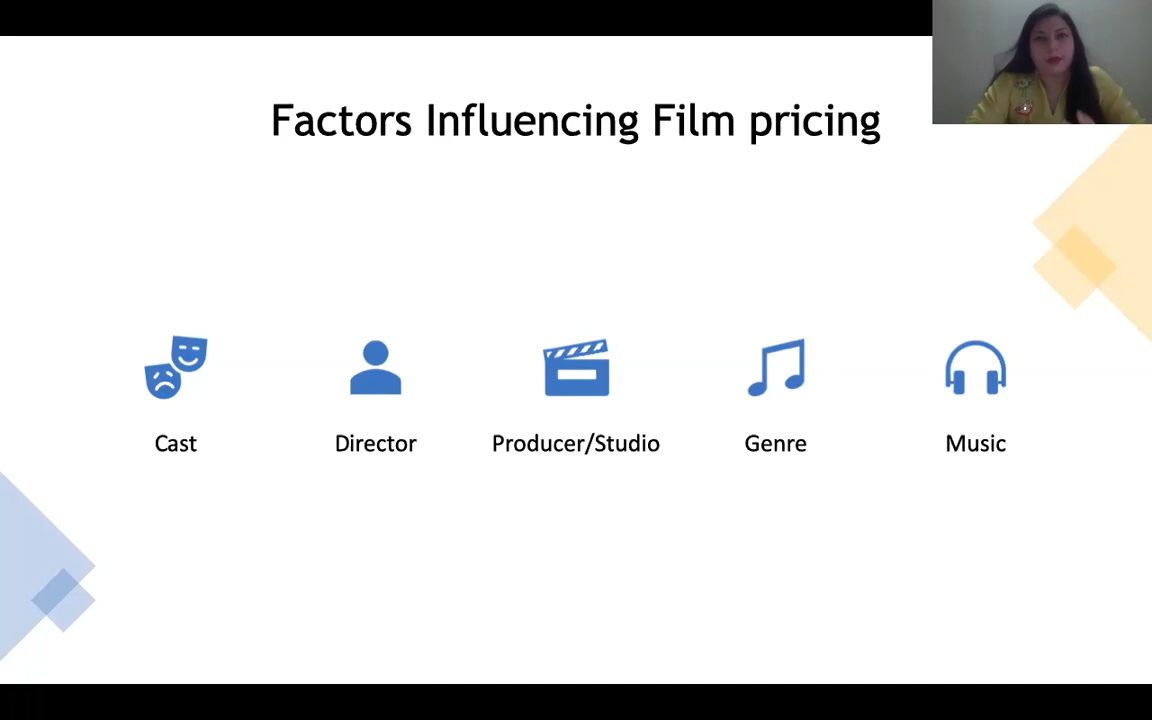 Factors Influencing Film pricing
Cast
Director
Producer/Studio
Genre
Music